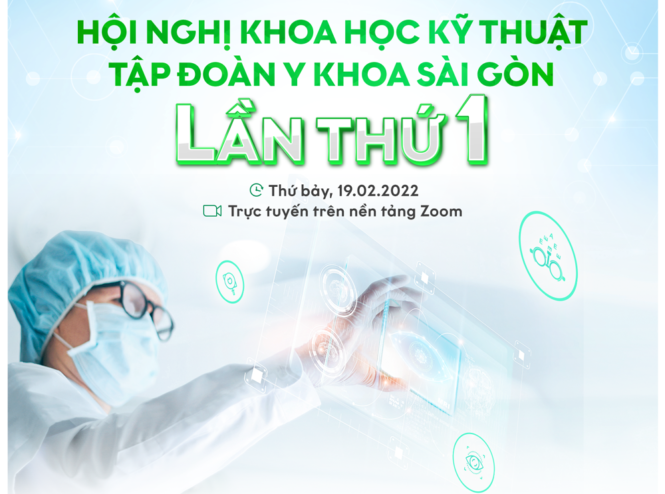 HỘI NGHỊ KHOA HỌC KỸ THUẬT
TẬP ĐOÀN Y KHOA SÀI GÒN
LẦN THỨ 1
Thứ bảy, 19.02.2022
Trực tuyến trên nền tảng Zoom